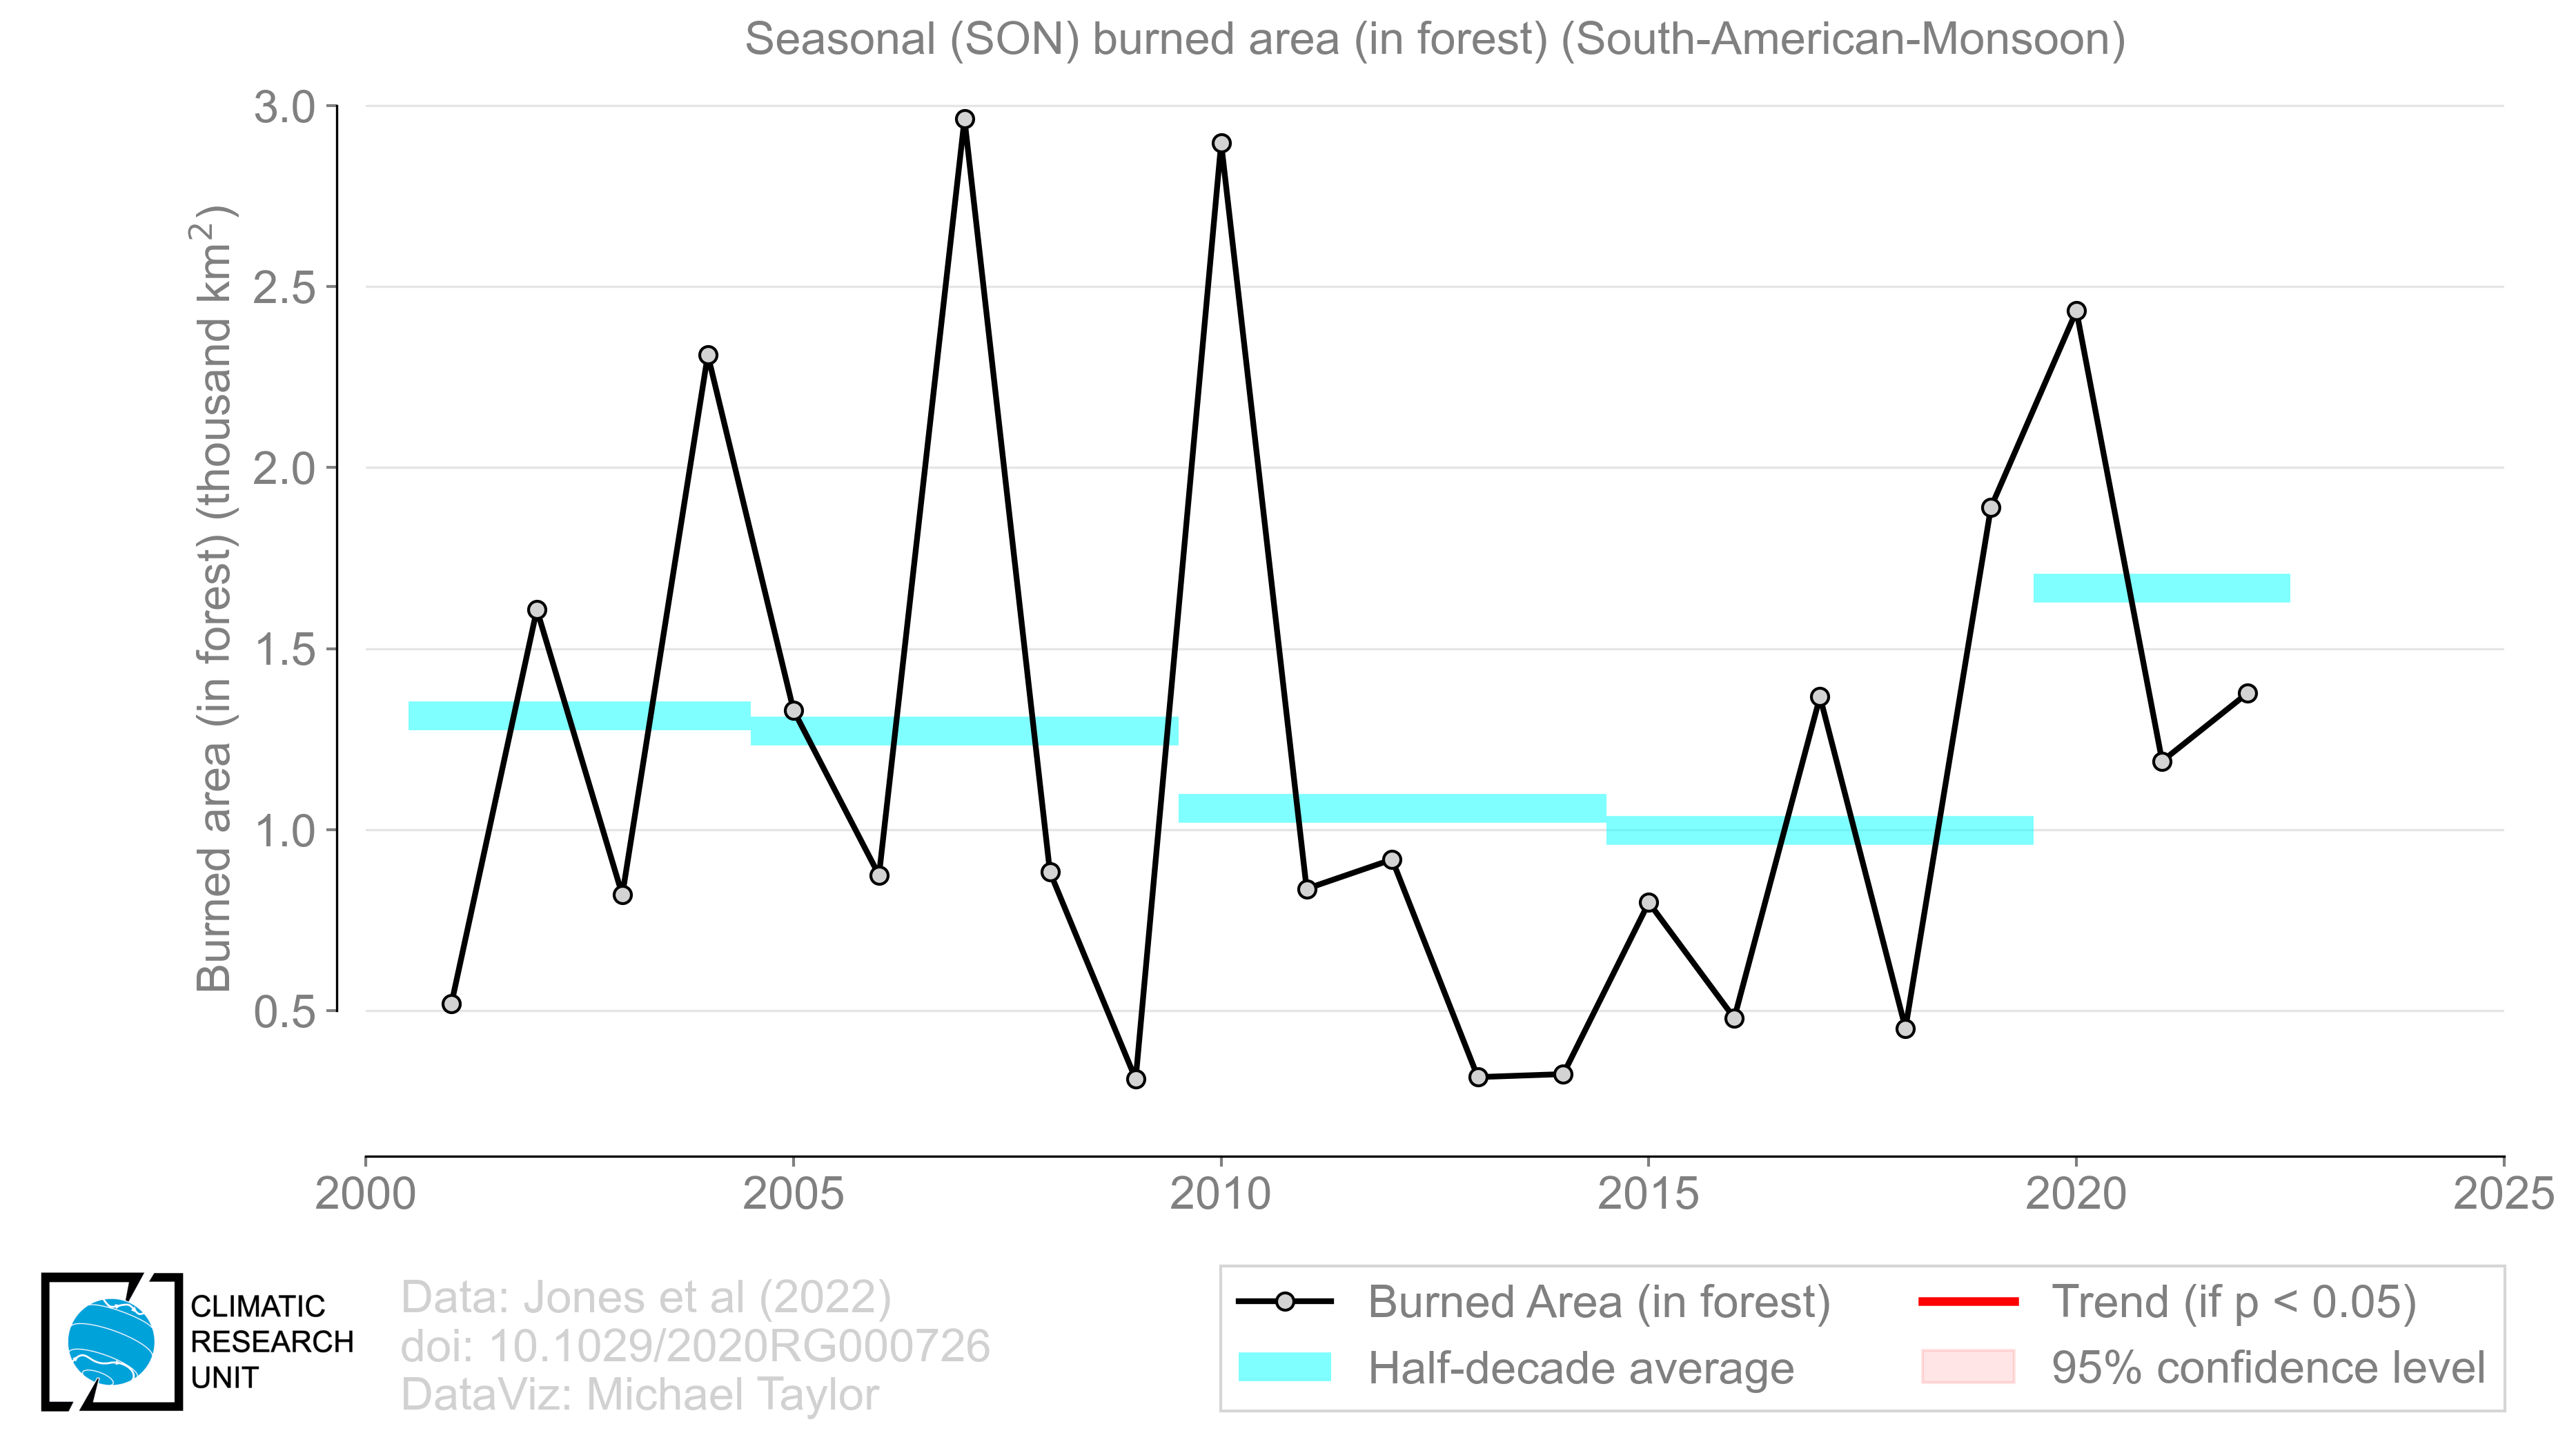 Seasonal (SON) burned area (in forest) (South-American-Monsoon)
Burned area (in forest) (thousand km²)
3.0
2.5
2.0
1.5
1.0
0.5
2000
2005
2010
2015
2020
2025
CLIMATIC
RESEARCH
UNIT
Data: Jones et al (2022)
doi: 10.1029/2020RG000726
DataViz: Michael Taylor
Burned Area (in forest)
Half-decade average
Trend (if p < 0.05)
95% confidence level